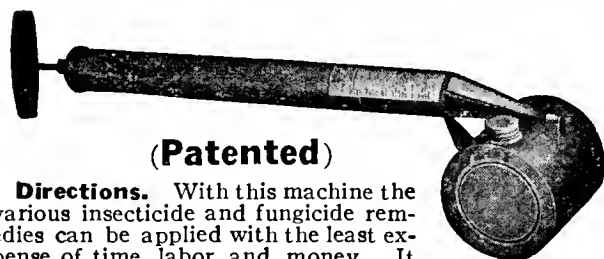 (Patented)
Directions. With this machine the
various insecticide and fungicide rem-
edies can be applied with the least ex-
pense of time, labor and money. It